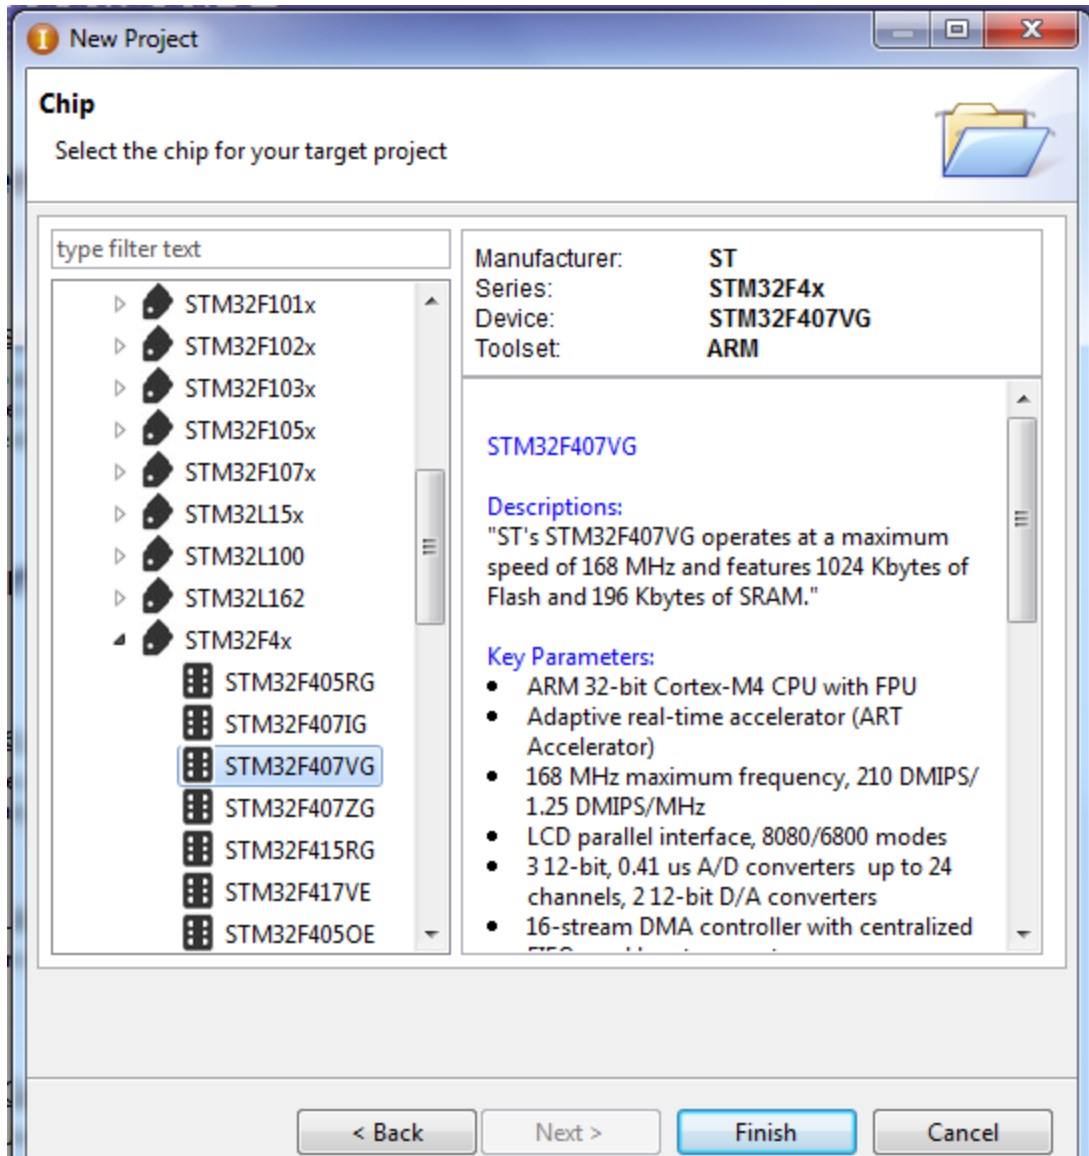 New Project
Chip
Select the chip for your target project
type filter text
STM32F101x
STM32F102x
STM32F103x
STM32F105x
STM32F107x
STM32L15x
STM32L100
STM32L162
STM32F4x
STM32F405RG
STM32F407IG
STM32F407VG
STM32F407ZG
STM32F415RG
STM32F417VE
STM32F405OE
Manufacturer: ST
Series: STM32F4x
Device: STM32F407VG
Toolset: ARM
STM32F407VG
Descriptions:
"ST's STM32F407VG operates at a maximum
speed of 168 MHz and features 1024 Kbytes of
Flash and 196 Kbytes of SRAM."
Key Parameters:
• ARM 32-bit Cortex-M4 CPU with FPU
• Adaptive real-time accelerator (ART
Accelerator)
• 168 MHz maximum frequency, 210 DMIPS/
1.25 DMIPS/MHz
• LCD parallel interface, 8080/6800 modes
• 3 12-bit, 0.41 us A/D converters up to 24
channels, 2 12-bit D/A converters
• 16-stream DMA controller with centralized
< Back
Next >
Finish
Cancel